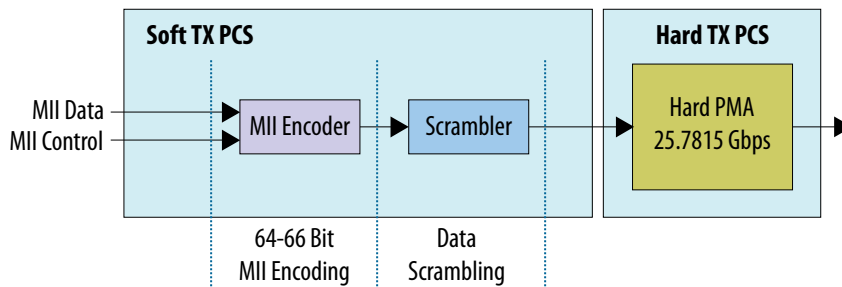 Soft TX PCS
Hard TX PCS
MII Data
MII Control
MII Encoder
Scrambler
Hard PMA
25.7815 Gbps
64-66 Bit
MII Encoding
Data
Scrambling